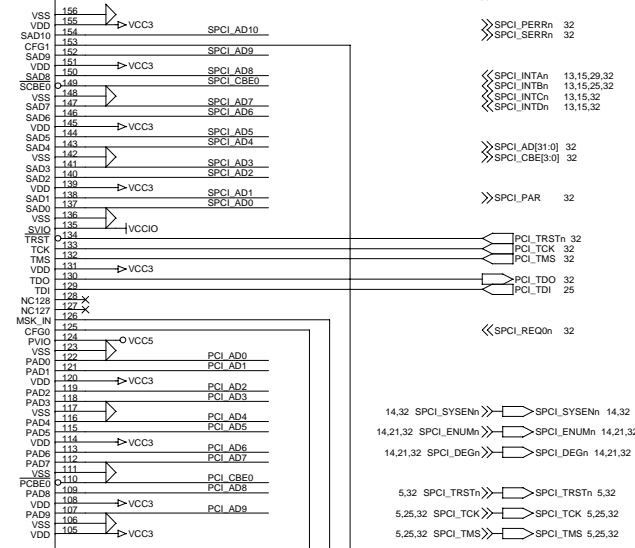 VSS 156
VDD 155 VCC3
SAD10 154 SPCI_AD10
CFG1 153
SAD9 152 SPCI_AD9
VDD 151 VCC3
SAD8 150 SPCI_AD8
SCBE0 149 SPCI_CBE0
VSS 148
SAD7 147 SPCI_AD7
SAD6 146 SPCI_AD6
VDD 145 VCC3
SAD5 144 SPCI_AD5
SAD4 143 SPCI_AD4
VSS 142
SAD3 141 SPCI_AD3
SAD2 140 SPCI_AD2
VDD 139 VCC3
SAD1 138 SPCI_AD1
SAD0 137 SPCI_AD0
VSS 136
SVIO 135 VCCIO
TRST 134
TCK 133
TMS 132
VDD 131 VCC3
TDO 130
TDI 129
NC128 128
NC127 127
MSK_IN 126
CFG0 125
PVIO 124 VCC5
VSS 123
PAD0 122 PCI_AD0
PAD1 121 PCI_AD1
VDD 120 VCC3
PAD2 119 PCI_AD2
PAD3 118 PCI_AD3
VSS 117
PAD4 116 PCI_AD4
PAD5 115 PCI_AD5
VDD 114 VCC3
PAD6 113 PCI_AD6
PAD7 112 PCI_AD7
VSS 111
PCBE0 110 PCI_CBE0
PAD8 109 PCI_AD8
VDD 108 VCC3
PAD9 107 PCI_AD9
VSS 106
VDD 105 VCC3
SPCI_PERRn 32
SPCI_SERRn 32
SPCI_INTAn 13,15,29,32
SPCI_INTBn 13,15,25,32
SPCI_INTCn 13,15,32
SPCI_INTDn 13,15,32
SPCI_AD[31:0] 32
SPCI_CBE[3:0] 32
SPCI_PAR 32
PCI_TRSTn 32
PCI_TCK 32
PCI_TMS 32
PCI_TDO 32
PCI_TDI 25
SPCI_REQ0n 32
14,32 SPCI_SYSENn SPCI_SYSENn 14,32
14,21,32 SPCI_ENUMn SPCI_ENUMn 14,21,32
14,21,32 SPCI_DEGn SPCI_DEGn 14,21,32
5,32 SPCI_TRSTn SPCI_TRSTn 5,32
5,25,32 SPCI_TCK SPCI_TCK 5,25,32
5,25,32 SPCI_TMS SPCI_TMS 5,25,32